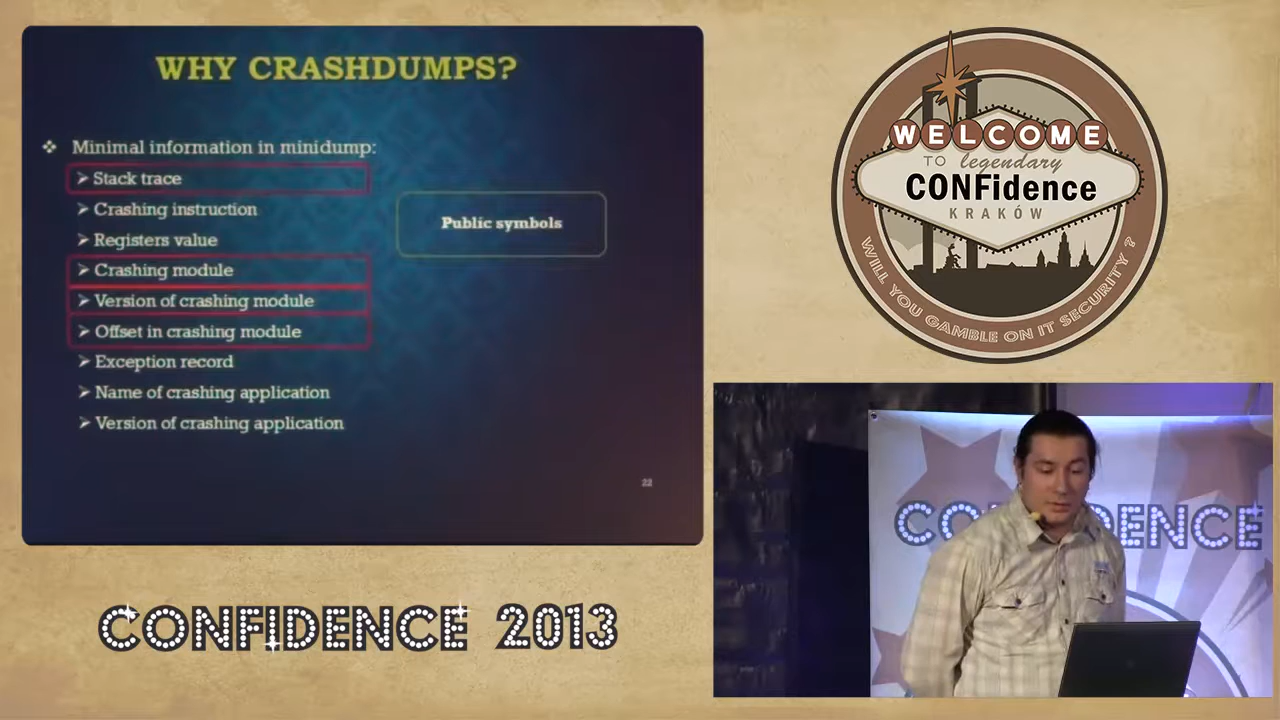 WHY CRASHDUMPS?
❖ Minimal information in minidump:
➢ Stack trace
➢ Crashing instruction
➢ Registers value
➢ Crashing module
➢ Version of crashing module
➢ Offset in crashing module
➢ Exception record
➢ Name of crashing application
➢ Version of crashing application
Public symbols
22
WELCOME
TO legendary
CONFidence
KRAKÓW
WILL YOU GAMBLE ON IT SECURITY ?
CONFIDENCE
CONFIDENCE 2013